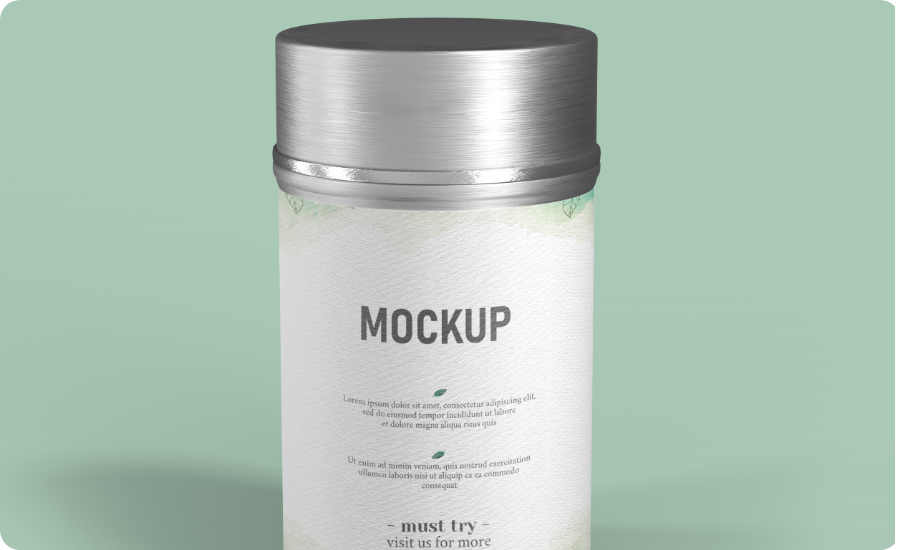 MOCKUP
Lorem ipsum dolor sit amet, consectetur adipiscing elit,
sed do eiusmod tempor incididunt ut labore
et dolore magna aliqua risus quis
Ut enim ad minim veniam, quis nostrud exercitation
ullamco laboris nisi ut aliquip ex ea commodo
consequat.
– must try –
visit us for more